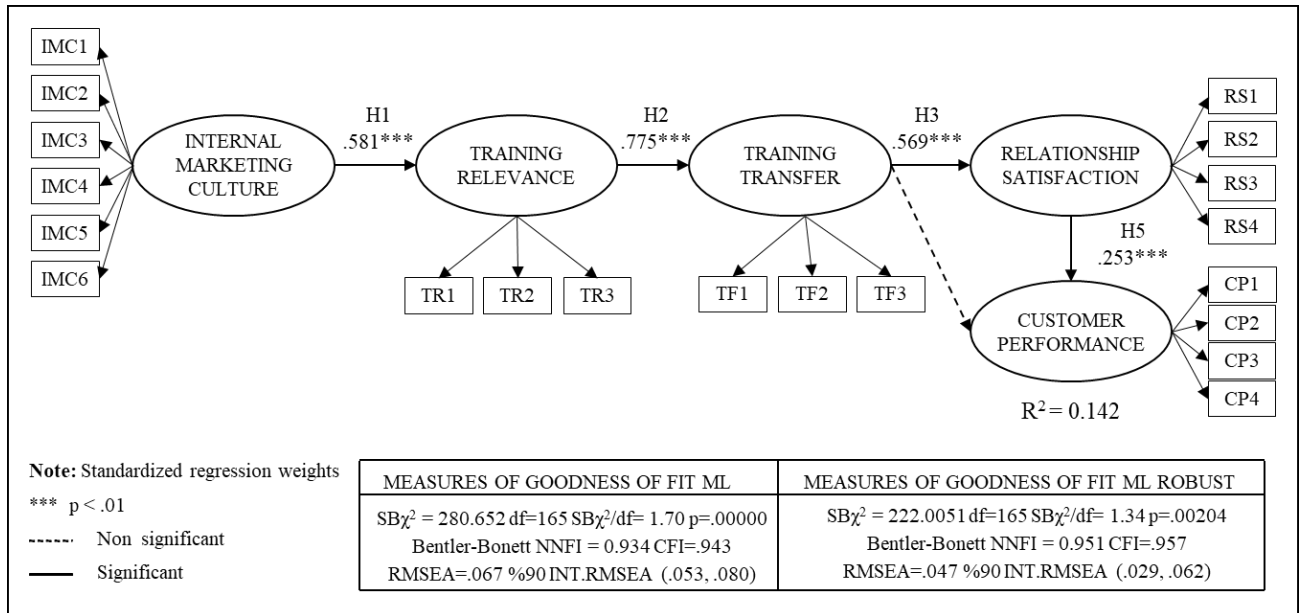 IMC1
IMC2
IMC3
IMC4
IMC5
IMC6
INTERNAL
MARKETING
CULTURE
H1
.581***
TRAINING
RELEVANCE
TR1
TR2
TR3
H2
.775***
TRAINING
TRANSFER
TF1
TF2
TF3
H3
.569***
RELATIONSHIP
SATISFACTION
RS1
RS2
RS3
RS4
H5
.253***
CUSTOMER
PERFORMANCE
CP1
CP2
CP3
CP4
R² = 0.142
Note: Standardized regression weights
*** p < .01
Non significant
Significant
MEASURES OF GOODNESS OF FIT ML
SBχ² = 280.652 df=165 SBχ²/df= 1.70 p=.00000
Bentler-Bonett NNFI = 0.934 CFI=.943
RMSEA=.067 %90 INT.RMSEA (.053, .080)
MEASURES OF GOODNESS OF FIT ML ROBUST
SBχ² = 222.0051 df=165 SBχ²/df= 1.34 p=.00204
Bentler-Bonett NNFI = 0.951 CFI=.957
RMSEA=.047 %90 INT.RMSEA (.029, .062)